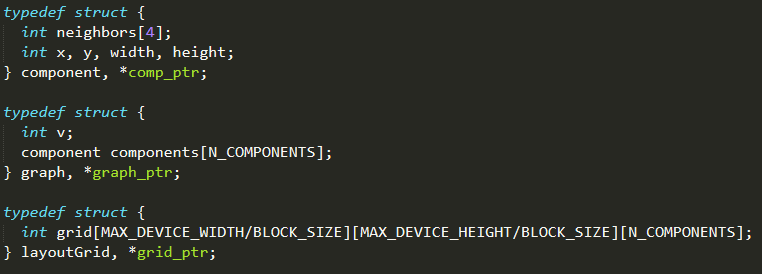 typedef struct {
  int neighbors[4];
  int x, y, width, height;
} component, *comp_ptr;

typedef struct {
  int v;
  component components[N_COMPONENTS];
} graph, *graph_ptr;

typedef struct {
  int grid[MAX_DEVICE_WIDTH/BLOCK_SIZE][MAX_DEVICE_HEIGHT/BLOCK_SIZE][N_COMPONENTS];
} layoutGrid, *grid_ptr;